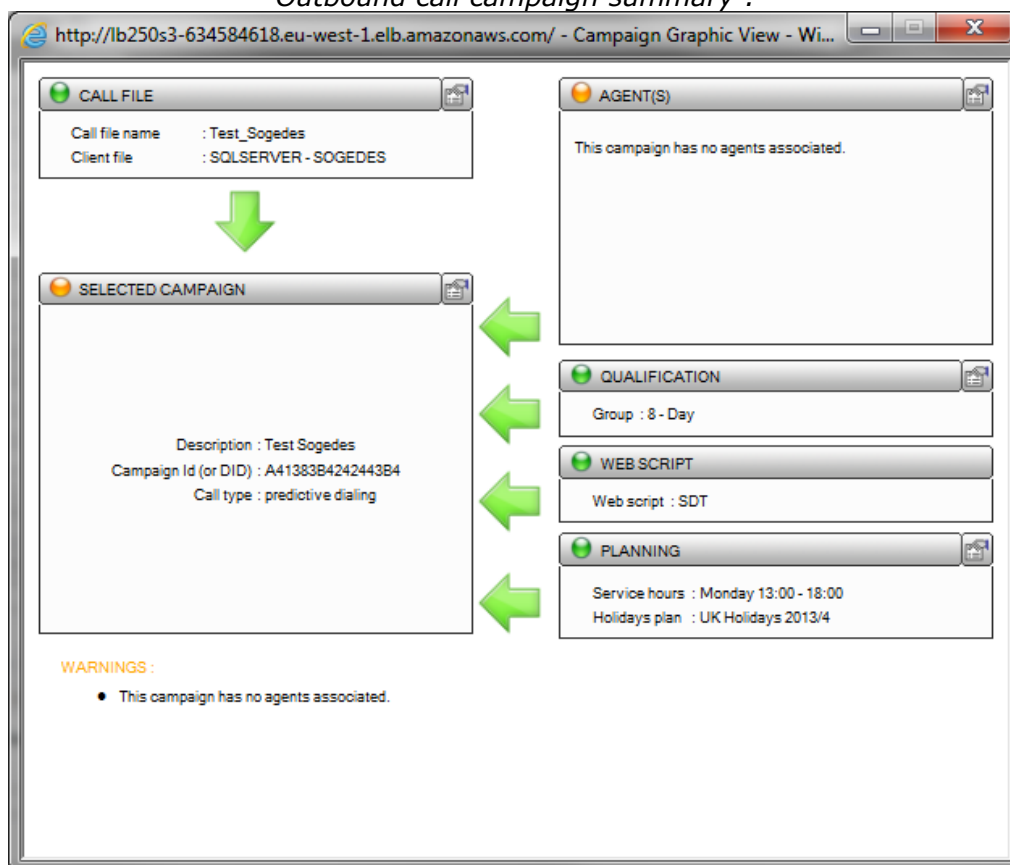 "Outbound call campaign summary".
http://lb250s3-634584618.eu-west-1.elb.amazonaws.com/ - Campaign Graphic View - Wi...
CALL FILE
Call file name : Test_Sogedes
Client file : SQLSERVER - SOGEDES
AGENT(S)
This campaign has no agents associated.
SELECTED CAMPAIGN
Description : Test Sogedes
Campaign Id (or DID) : A41383B4242443B4
Call type : predictive dialing
QUALIFICATION
Group : 8 - Day
WEB SCRIPT
Web script : SDT
PLANNING
Service hours : Monday 13:00 - 18:00
Holidays plan : UK Holidays 2013/4
WARNINGS :
• This campaign has no agents associated.